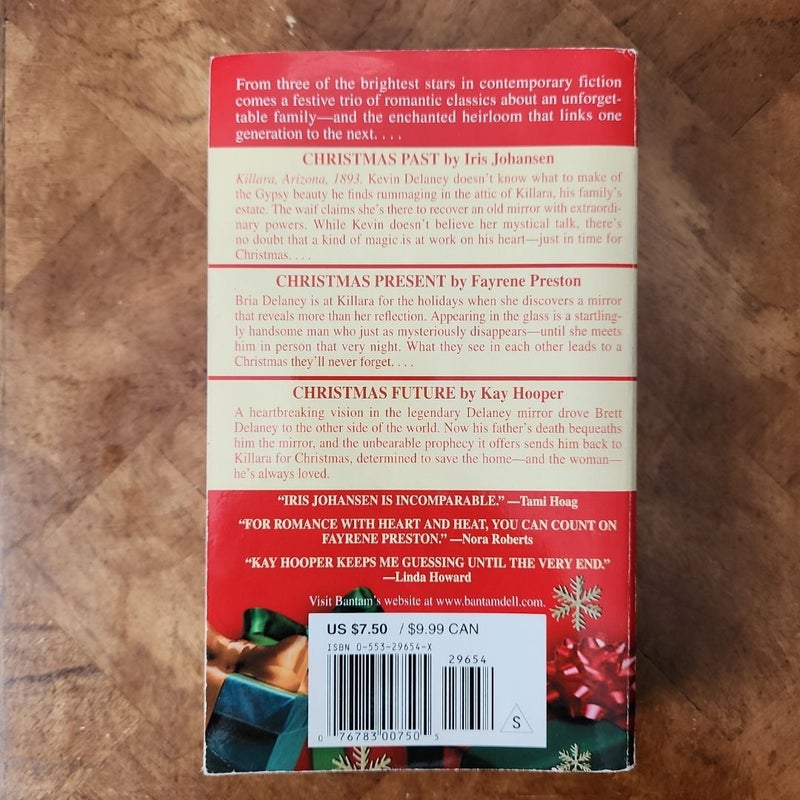 From three of the brightest stars in contemporary fiction
comes a festive trio of romantic classics about an unforget-
table family—and the enchanted heirloom that links one
generation to the next. . . .
CHRISTMAS PAST by Iris Johansen
Killara, Arizona, 1893. Kevin Delaney doesn't know what to make of
the Gypsy beauty he finds rummaging in the attic of Killara, his family's
estate. The waif claims she's there to recover an old mirror with extraordi-
nary powers. While Kevin doesn't believe her mystical talk, there's
no doubt that a kind of magic is at work on his heart—just in time for
Christmas. . . .
CHRISTMAS PRESENT by Fayrene Preston
Bria Delaney is at Killara for the holidays when she discovers a mirror
that reveals more than her reflection. Appearing in the glass is a startling-
ly handsome man who just as mysteriously disappears—until she meets
him in person that very night. What they see in each other leads to a
Christmas they'll never forget. . . .
CHRISTMAS FUTURE by Kay Hooper
A heartbreaking vision in the legendary Delaney mirror drove Brett
Delaney to the other side of the world. Now his father's death bequeaths
him the mirror, and the unbearable prophecy it offers sends him back to
Killara for Christmas, determined to save the home—and the woman—
he's always loved.
“IRIS JOHANSEN IS INCOMPARABLE.” —Tami Hoag
“FOR ROMANCE WITH HEART AND HEAT, YOU CAN COUNT ON
FAYRENE PRESTON.” —Nora Roberts
“KAY HOOPER KEEPS ME GUESSING UNTIL THE VERY END.”
—Linda Howard
Visit Bantam's website at www.bantamdell.com.
US $7.50 / $9.99 CAN
ISBN 0-553-29654-X
29654
S
0 76783 00750 5